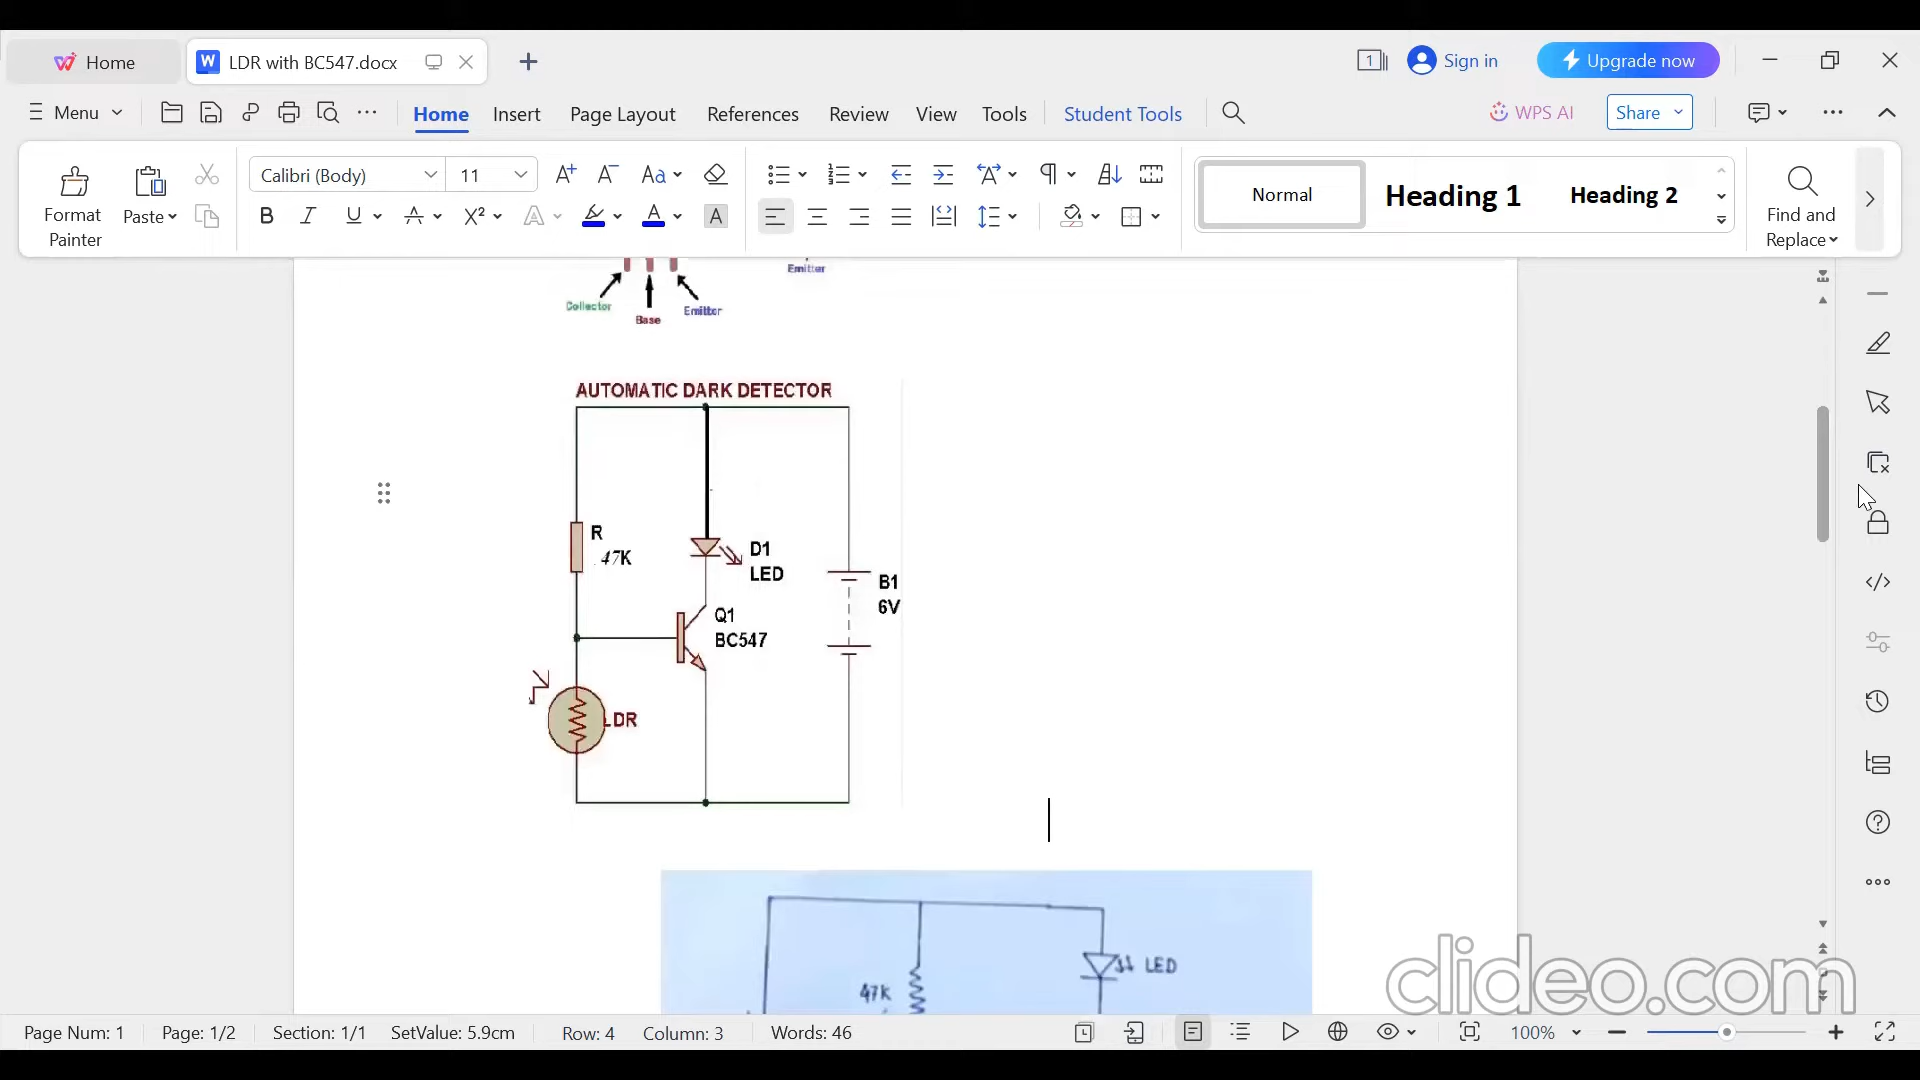 Home
LDR with BC547.docx
1
Sign in
Upgrade now
Menu
Home
Insert
Page Layout
References
Review
View
Tools
Student Tools
WPS AI
Share
Format Painter
Paste
Calibri (Body)
11
Normal
Heading 1
Heading 2
Find and Replace
Emitter
Collector
Base
Emitter
AUTOMATIC DARK DETECTOR
R
47K
D1
LED
Q1
BC547
B1
6V
LDR
LED
47K
clideo.com
Page Num: 1
Page: 1/2
Section: 1/1
SetValue: 5.9cm
Row: 4
Column: 3
Words: 46
100%